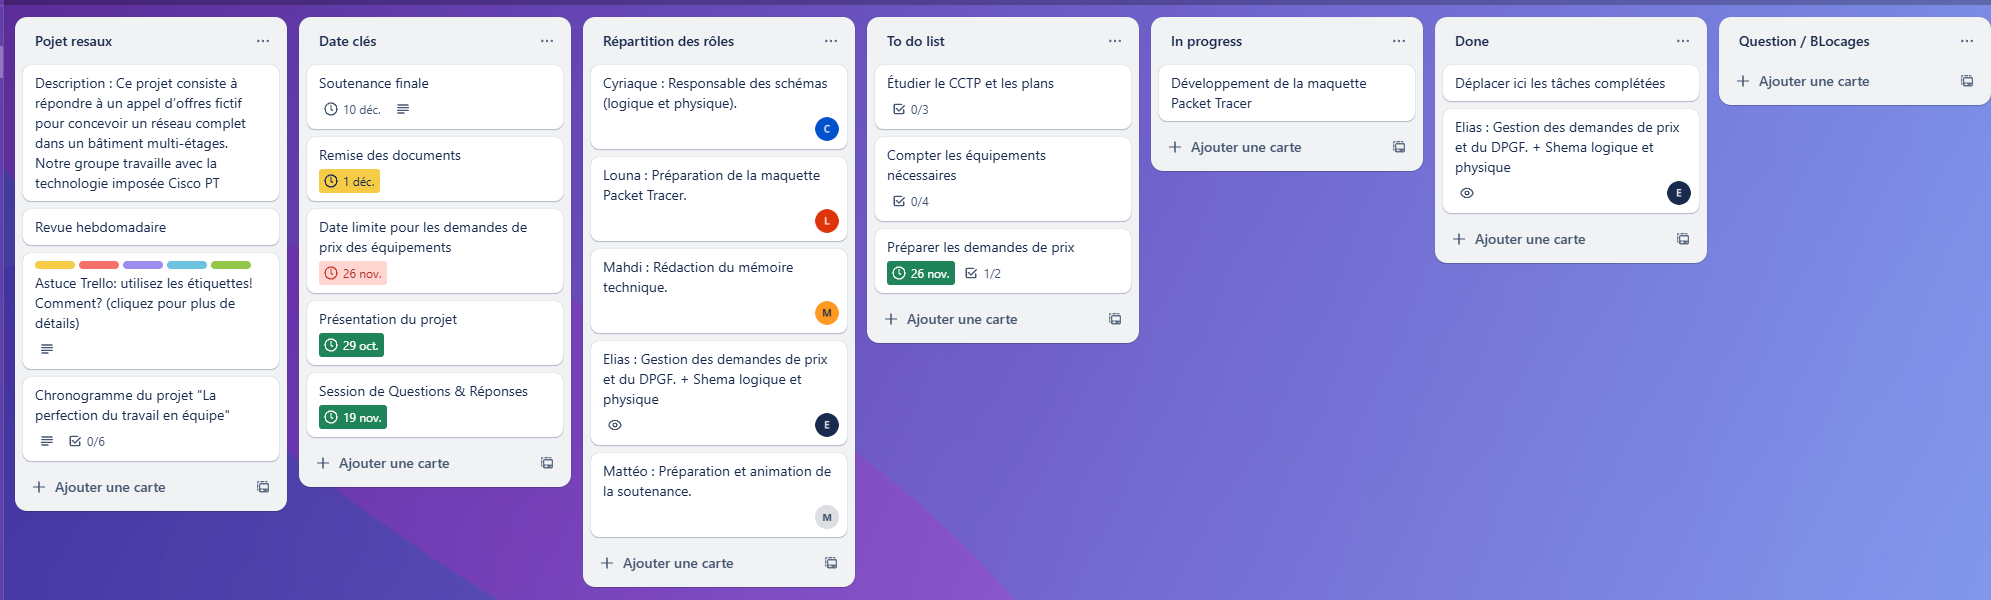 Pojet resaux
Description : Ce projet consiste à
répondre à un appel d'offres fictif
pour concevoir un réseau complet
dans un bâtiment multi-étages.
Notre groupe travaille avec la
technologie imposée Cisco PT
Revue hebdomadaire
Astuce Trello: utilisez les étiquettes!
Comment? (cliquez pour plus de
détails)
Chronogramme du projet "La
perfection du travail en équipe"
0/6
Ajouter une carte
Date clés
Soutenance finale
10 déc.
Remise des documents
1 déc.
Date limite pour les demandes de
prix des équipements
26 nov.
Présentation du projet
29 oct.
Session de Questions & Réponses
19 nov.
Ajouter une carte
Répartition des rôles
Cyriaque : Responsable des schémas
(logique et physique).
C
Louna : Préparation de la maquette
Packet Tracer.
L
Mahdi : Rédaction du mémoire
technique.
M
Elias : Gestion des demandes de prix
et du DPGF. + Shema logique et
physique
E
Mattéo : Préparation et animation de
la soutenance.
M
Ajouter une carte
To do list
Étudier le CCTP et les plans
0/3
Compter les équipements
nécessaires
0/4
Préparer les demandes de prix
26 nov. 1/2
Ajouter une carte
In progress
Développement de la maquette
Packet Tracer
Ajouter une carte
Done
Déplacer ici les tâches complétées
Elias : Gestion des demandes de prix
et du DPGF. + Shema logique et
physique
E
Ajouter une carte
Question / BLocages
Ajouter une carte